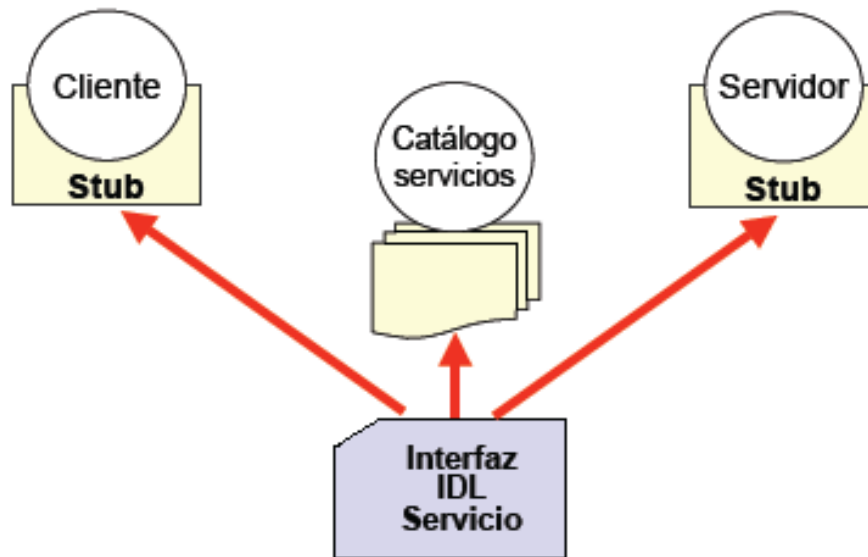 Cliente
Stub
Catálogo
servicios
Servidor
Stub
Interfaz
IDL
Servicio